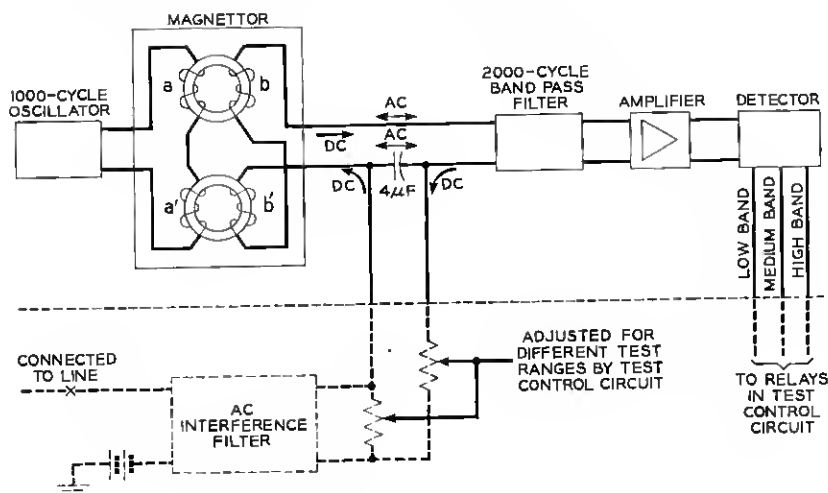 MAGNETTOR
1000-CYCLE
OSCILLATOR
a
b
a'
b'
AC
AC
DC
DC
4μF
DC
2000-CYCLE
BAND PASS
FILTER
AMPLIFIER
DETECTOR
LOW BAND
MEDIUM BAND
HIGH BAND
CONNECTED
TO LINE
AC
INTERFERENCE
FILTER
ADJUSTED FOR
DIFFERENT TEST
RANGES BY TEST
CONTROL CIRCUIT
TO RELAYS
IN TEST
CONTROL
CIRCUIT